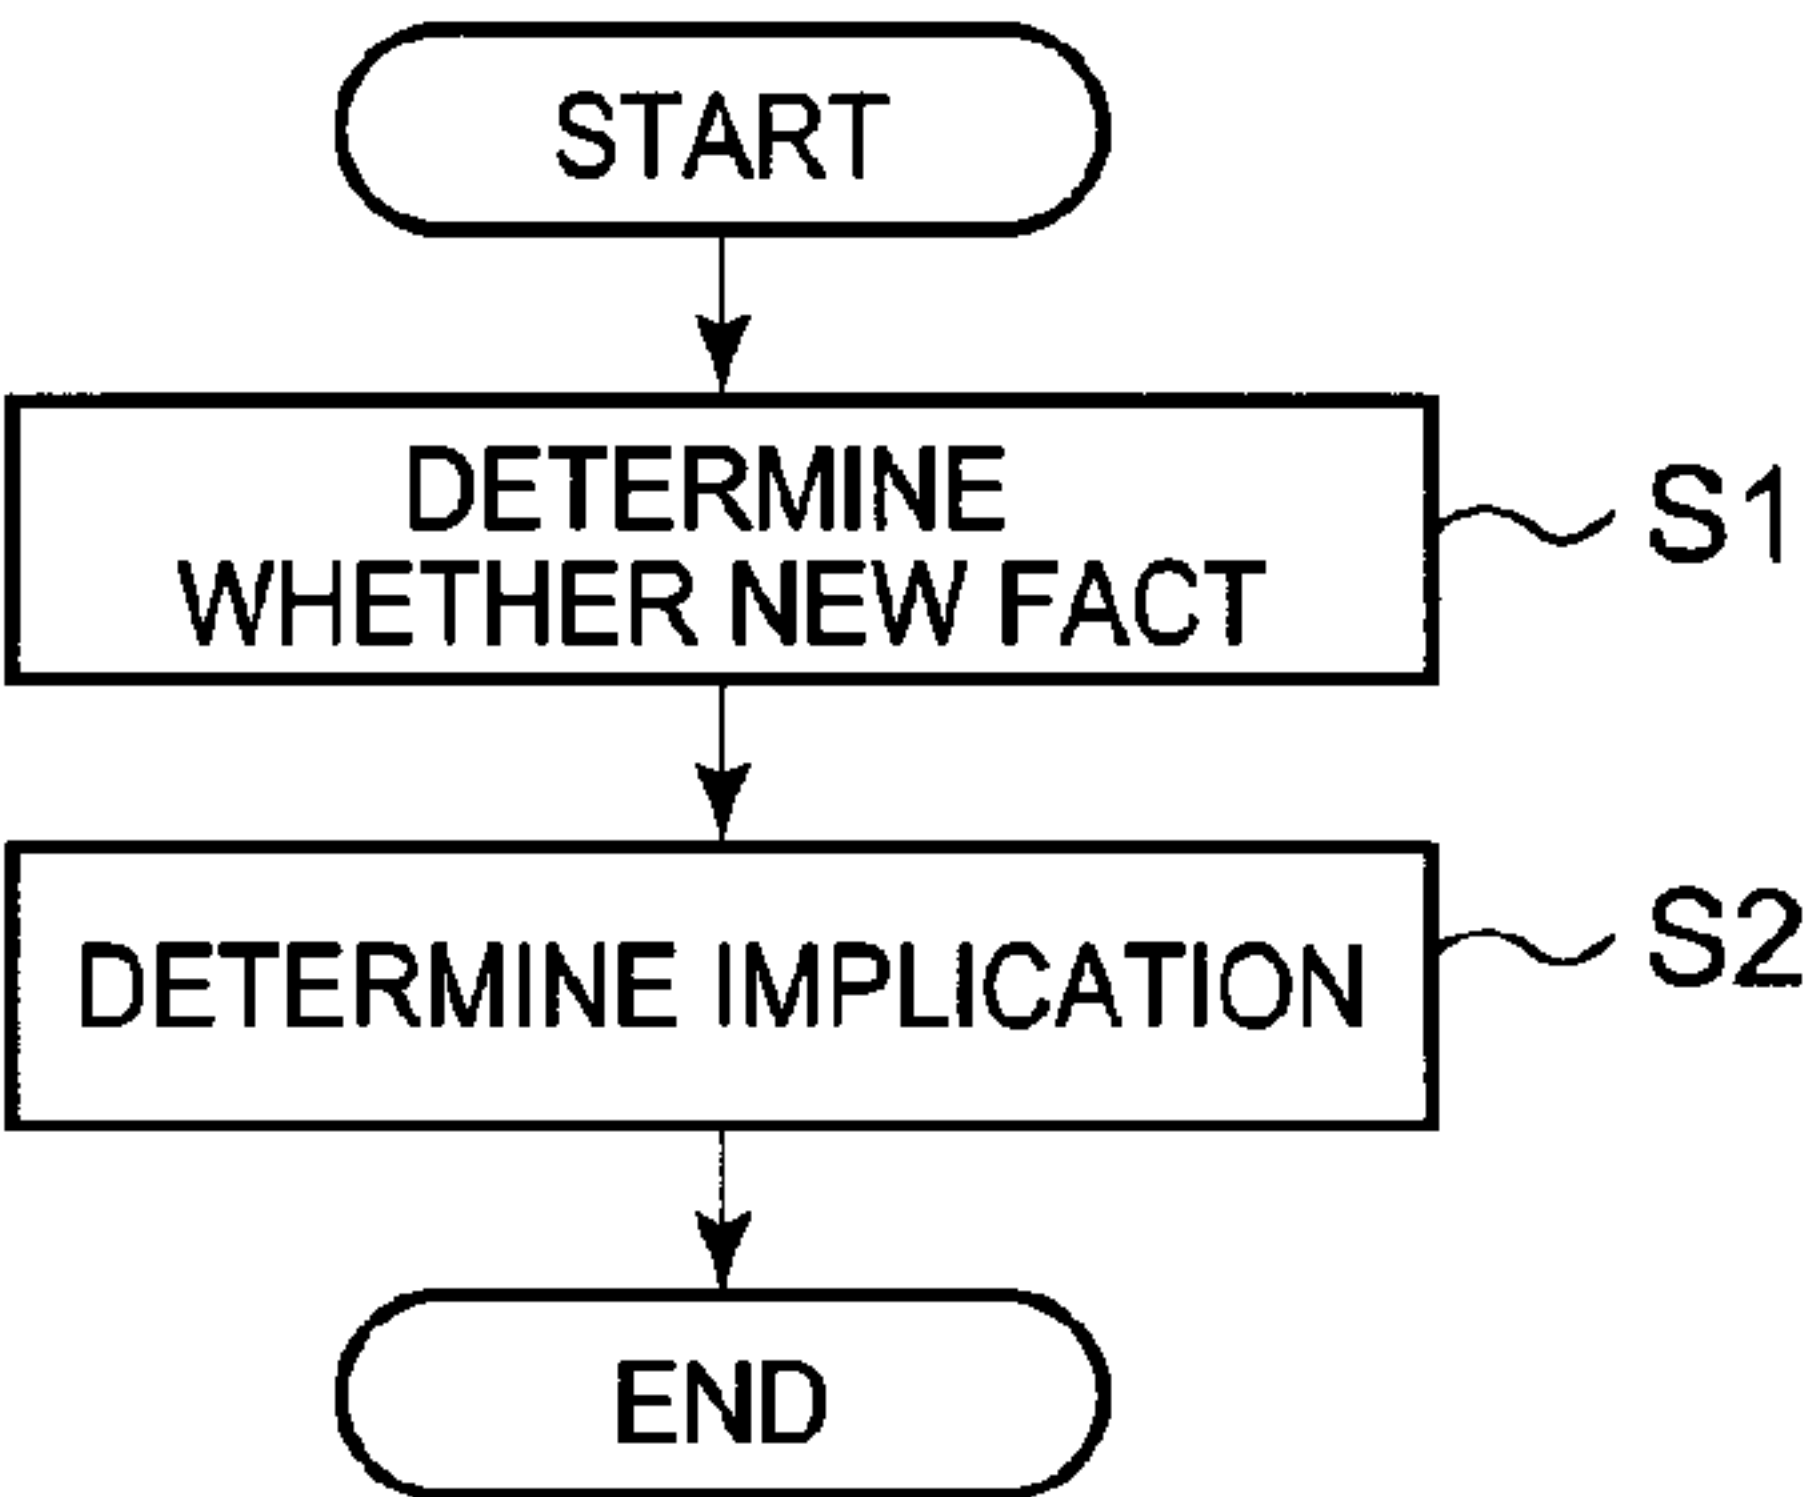 START
DETERMINE
WHETHER NEW FACT
S1
DETERMINE IMPLICATION
S2
END